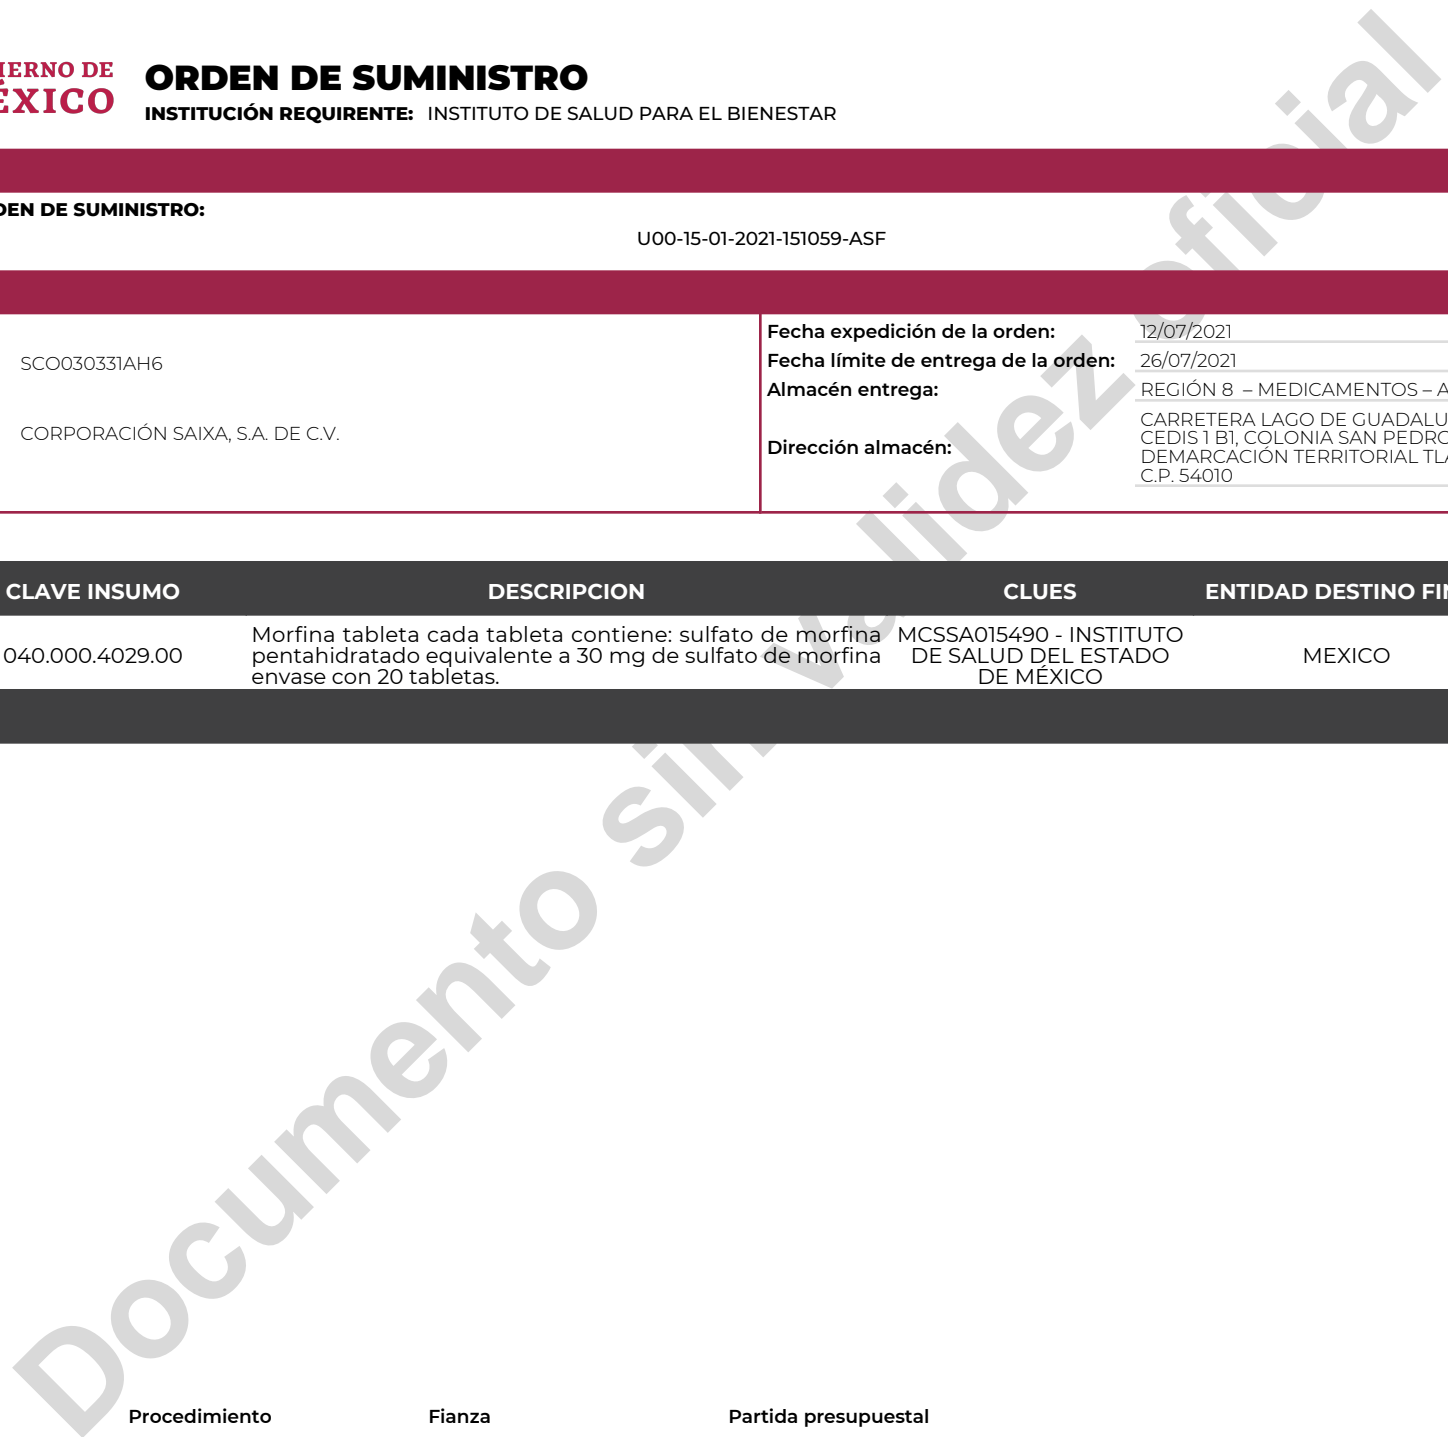 ORDEN DE SUMINISTRO
INSTITUCIÓN REQUIRENTE: INSTITUTO DE SALUD PARA EL BIENESTAR
DE
DE SUMINISTRO:
U00-15-01-2021-151059-ASF
SCO030331AH6
CORPORACIÓN SAIXA, S.A. DE C.V.
Fecha expedición de la orden: 12/07/2021
Fecha límite de entrega de la orden: 26/07/2021
Almacén entrega: REGIÓN 8 – MEDICAMENTOS – A
Dirección almacén:
CARRETERA LAGO DE GUADALU
CEDIS 1 B1, COLONIA SAN PEDRO
DEMARCACIÓN TERRITORIAL TLA
C.P. 54010
CLAVE INSUMO DESCRIPCION CLUES ENTIDAD DESTINO
040.000.4029.00
Morfina tableta cada tableta contiene: sulfato de morfina
pentahidratado equivalente a 30 mg de sulfato de morfina
envase con 20 tabletas.
MCSSA015490 - INSTITUTO
DE SALUD DEL ESTADO
DE MÉXICO
MEXICO
Documento sin validez oficial
Procedimiento Fianza Partida presupuestal